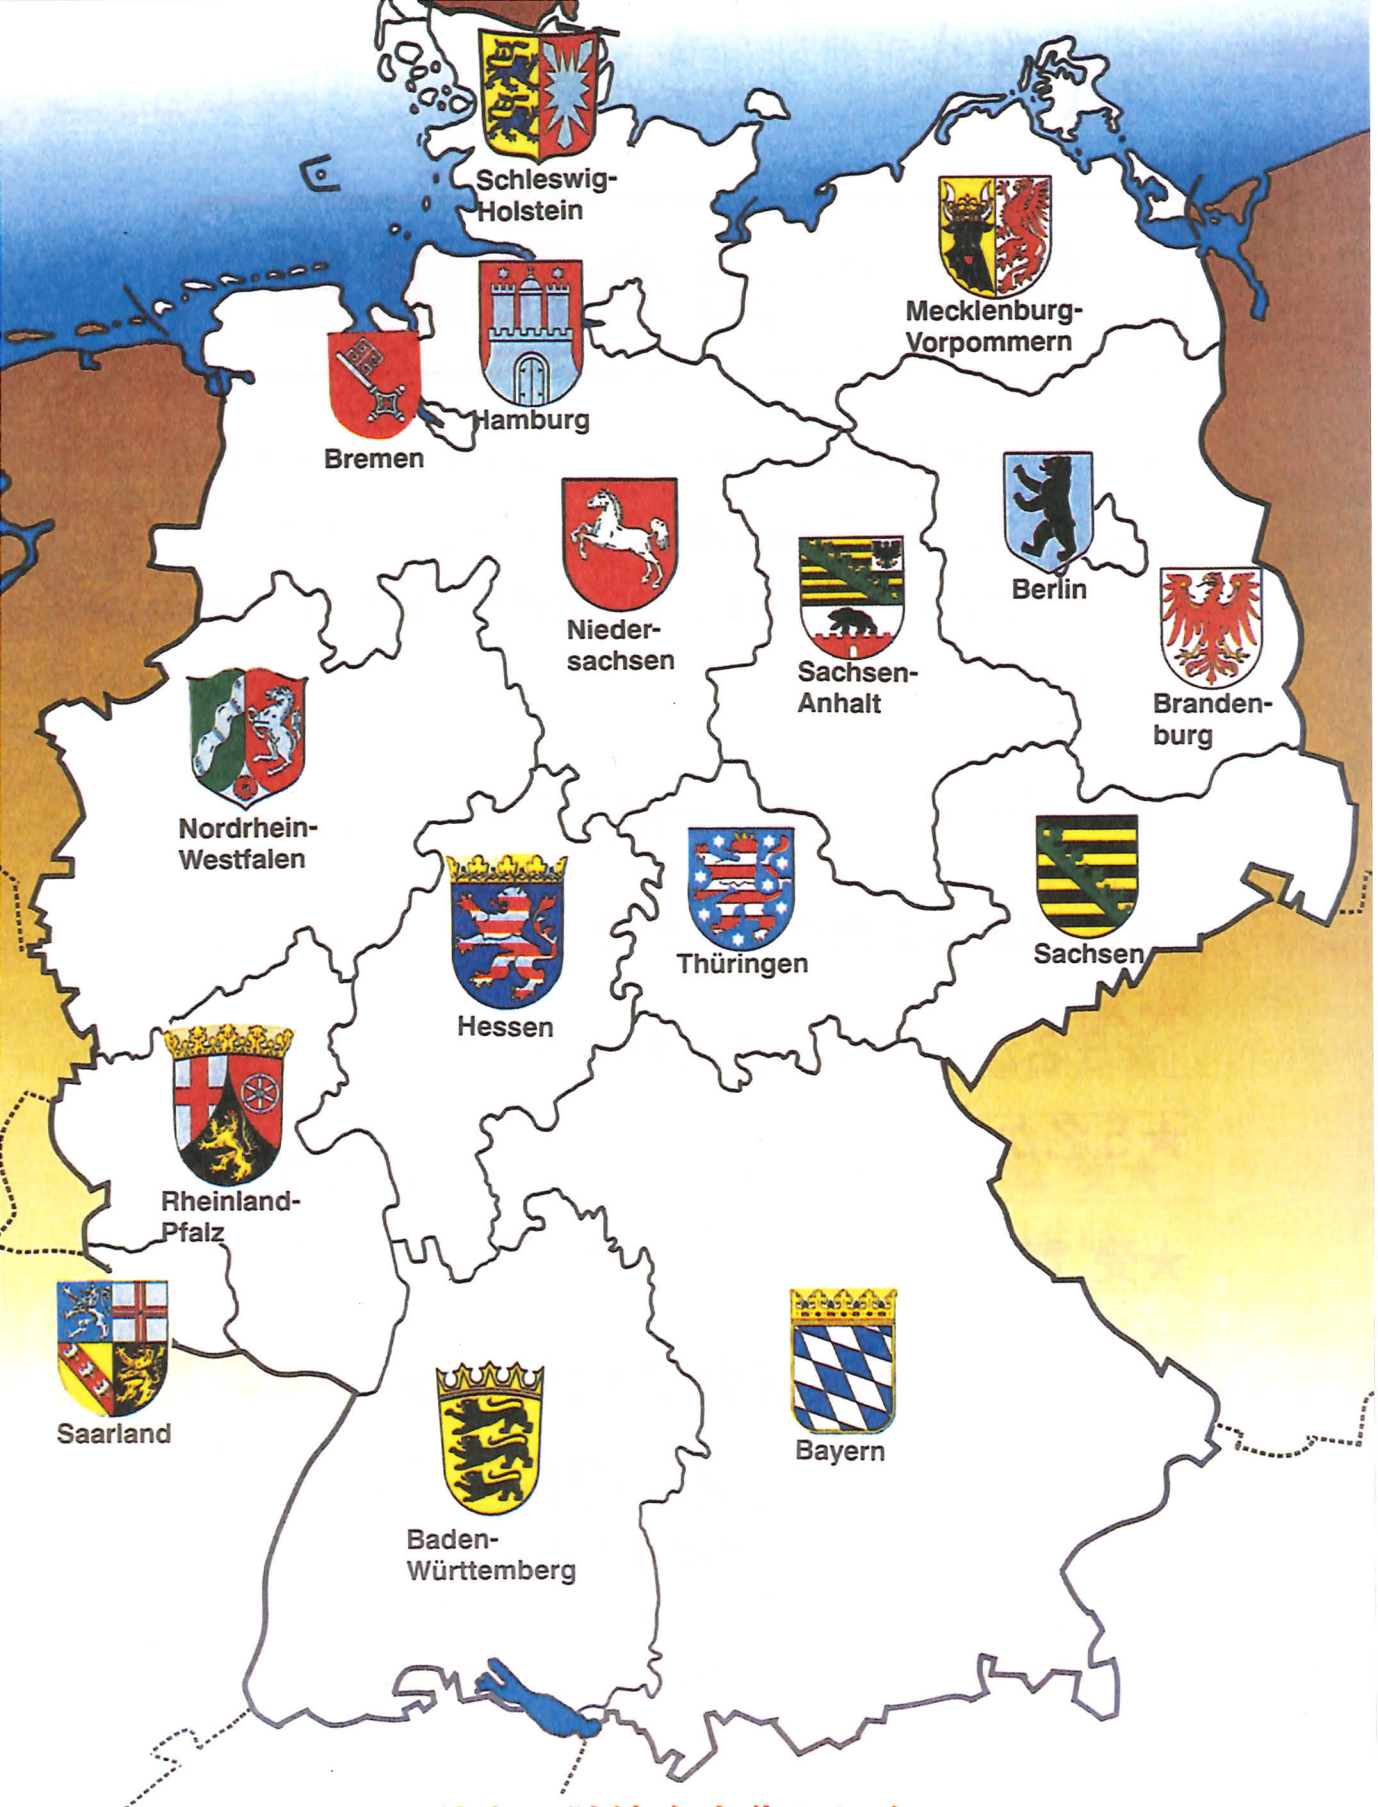 Schleswig-
Holstein
Mecklenburg-
Vorpommern
Hamburg
Bremen
Berlin
Nieder-
sachsen
Sachsen-
Anhalt
Branden-
burg
Nordrhein-
Westfalen
Sachsen
Thüringen
Hessen
Rheinland-
Pfalz
Saarland
Bayern
Baden-
Württemberg